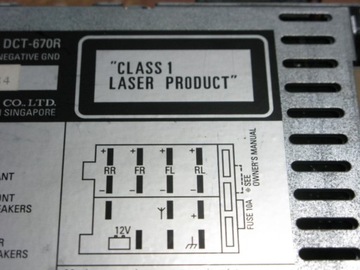 DCT-670R
NEGATIVE GND
"CLASS 1
LASER PRODUCT"
CO., LTD.
SINGAPORE
+ + + +
RR FR FL RL
− − − −
+
12V
* SEE
OWNER'S MANUAL
FUSE 10A